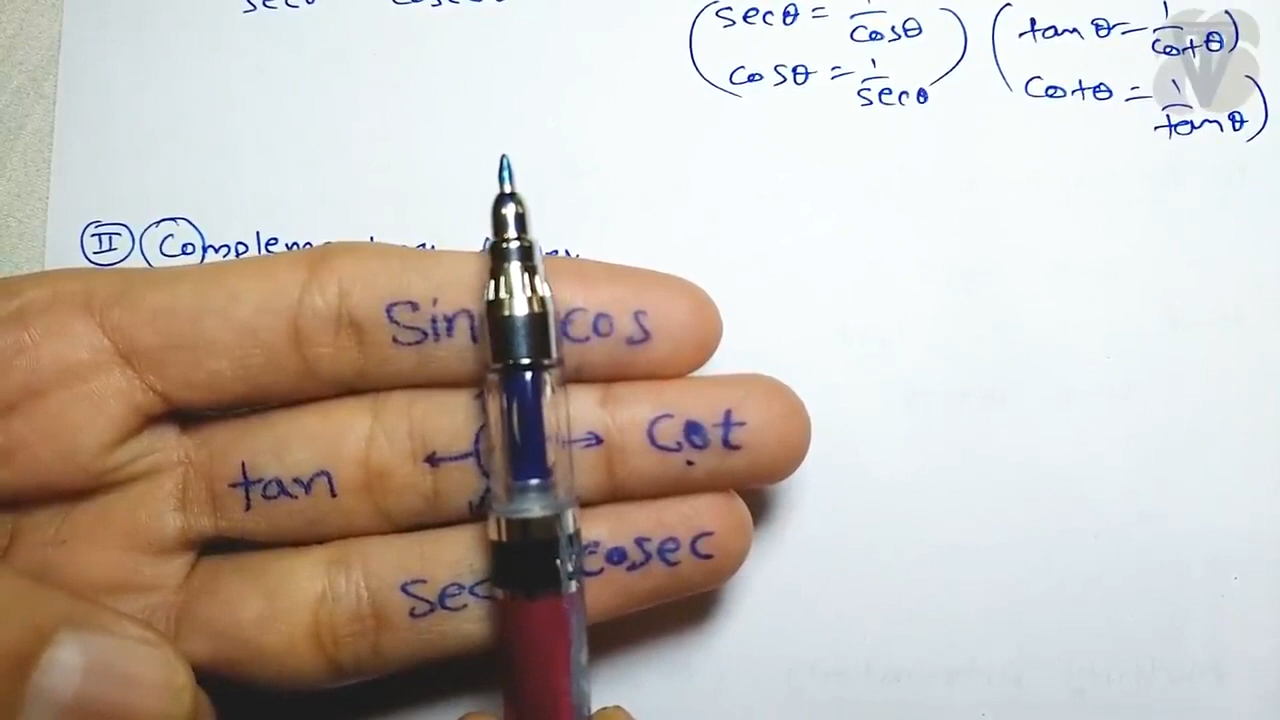 secθ = 1/cosθ
cosθ = 1/secθ
tanθ = 1/cotθ
cotθ = 1/tanθ
II
Sin cos
tan cot
sec cosec